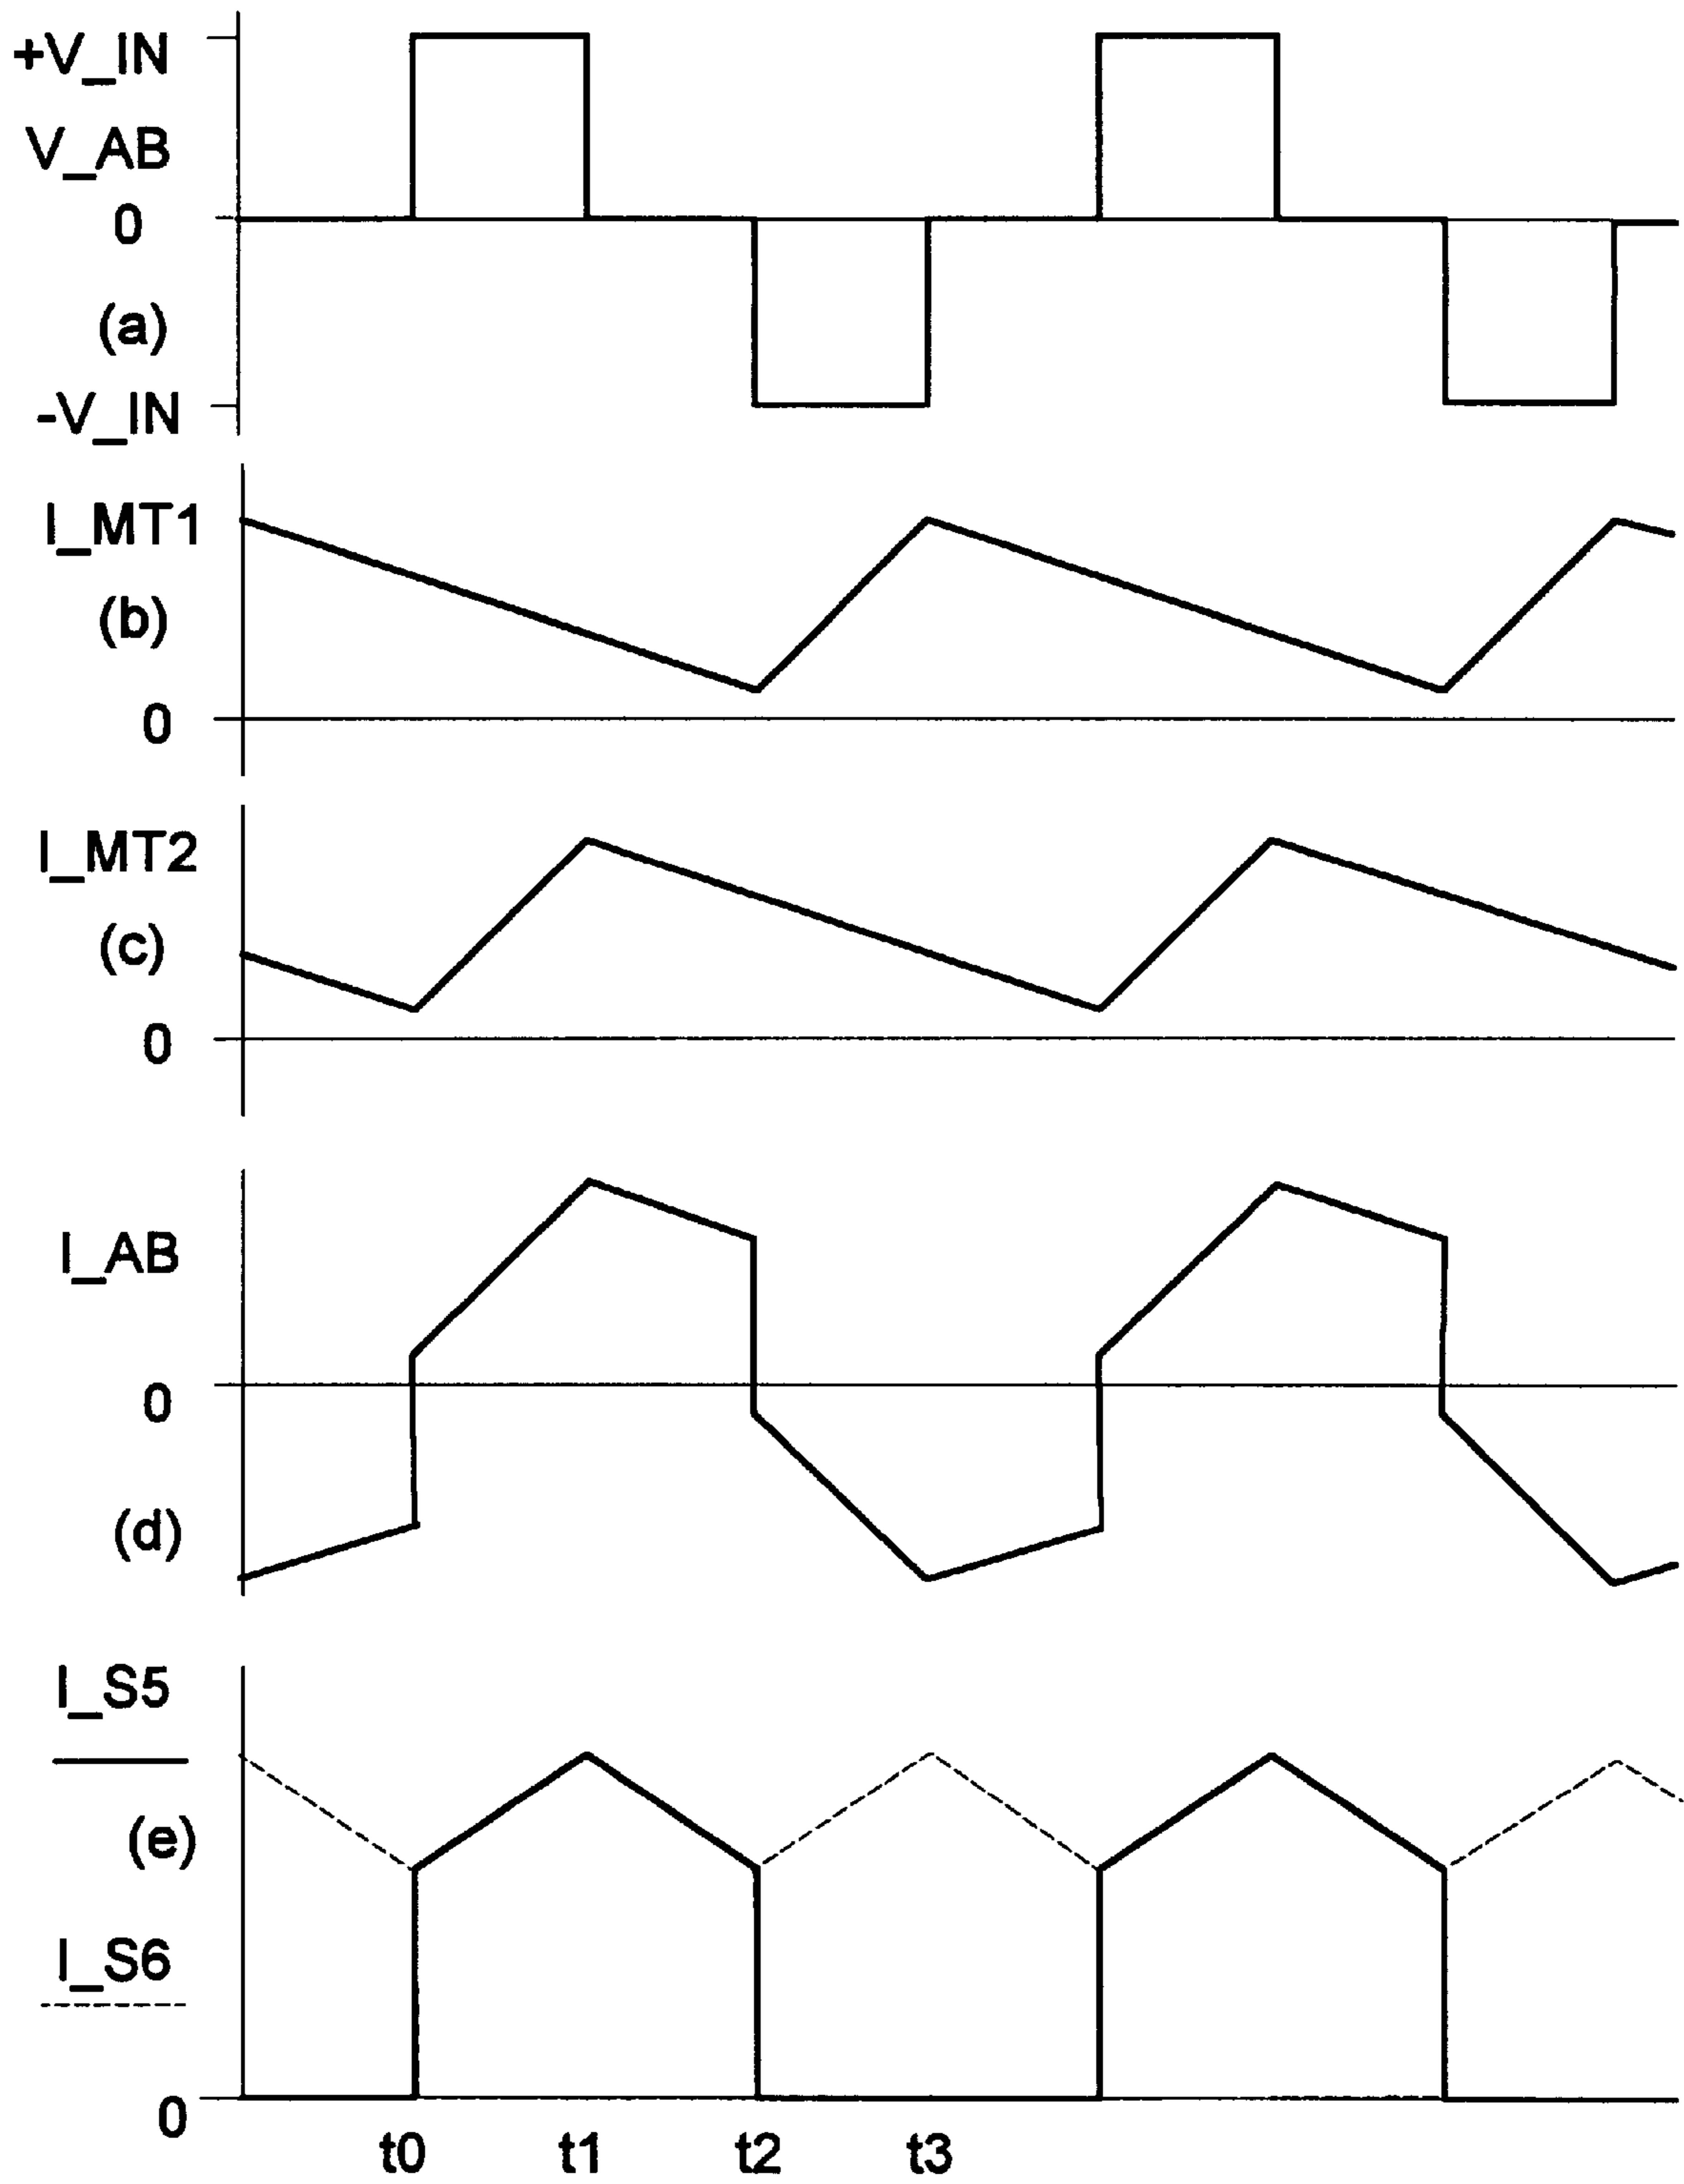 +V_IN
V_AB
0
(a)
-V_IN
I_MT1
(b)
0
I_MT2
(c)
0
I_AB
0
(d)
I_S5
(e)
I_S6
0
t0 t1 t2 t3